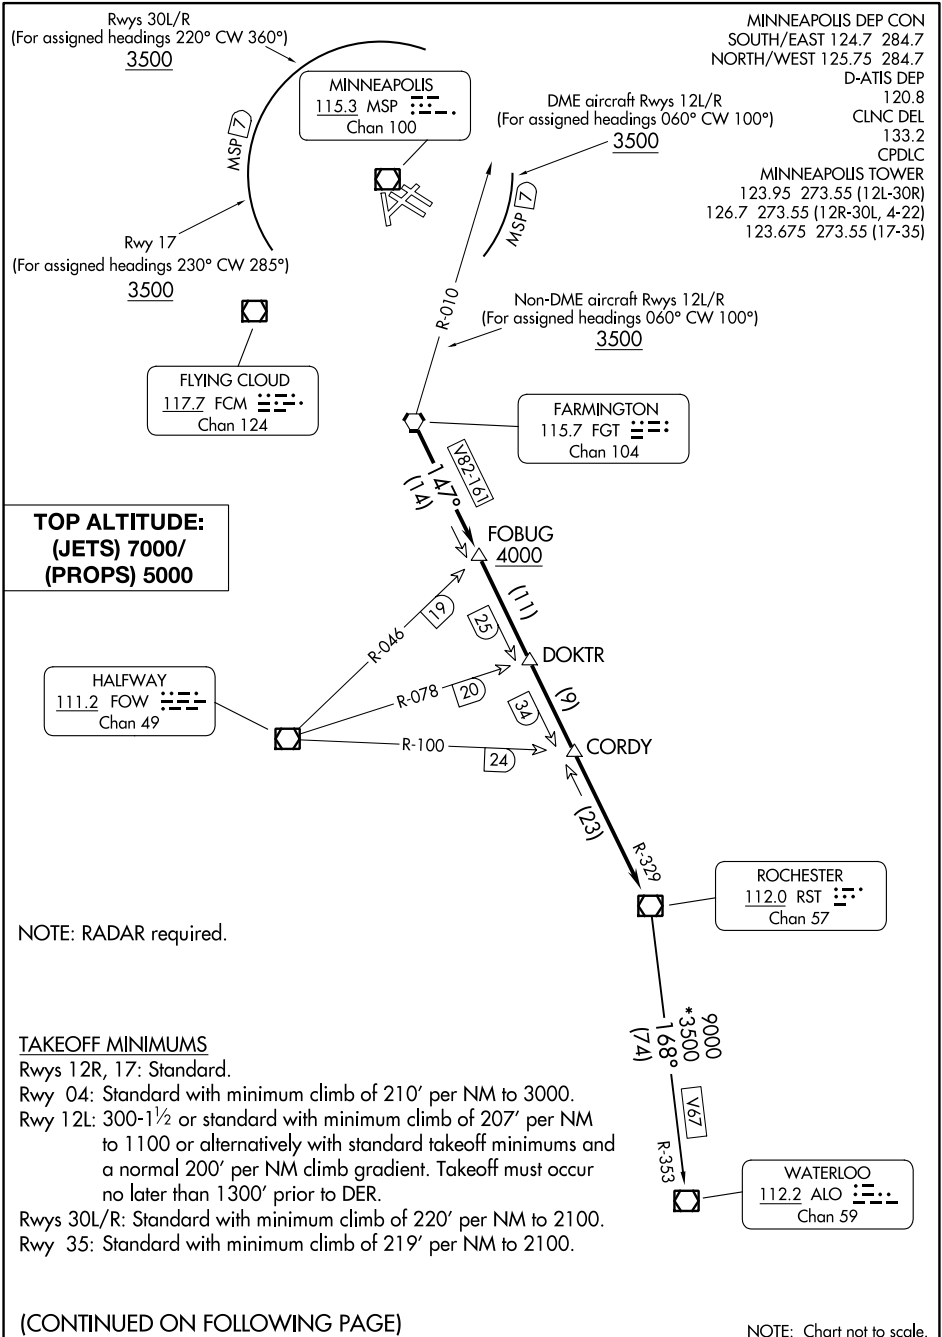 Rwys 30L/R
(For assigned headings 220° CW 360°)
3500
MINNEAPOLIS DEP CON
SOUTH/EAST 124.7 284.7
NORTH/WEST 125.75 284.7
D-ATIS DEP
120.8
CLNC DEL
133.2
CPDLC
MINNEAPOLIS TOWER
123.95 273.55 (12L-30R)
126.7 273.55 (12R-30L, 4-22)
123.675 273.55 (17-35)
MINNEAPOLIS
115.3 MSP
Chan 100
DME aircraft Rwys 12L/R
(For assigned headings 060° CW 100°)
3500
MSP 7
MSP 7
Rwy 17
(For assigned headings 230° CW 285°)
3500
R-010
Non-DME aircraft Rwys 12L/R
(For assigned headings 060° CW 100°)
3500
FLYING CLOUD
117.7 FCM
Chan 124
FARMINGTON
115.7 FGT
Chan 104
V82-161
147°
(14)
TOP ALTITUDE:
(JETS) 7000/
(PROPS) 5000
FOBUG
4000
(11)
R-046
19
25
DOKTR
HALFWAY
111.2 FOW
Chan 49
R-078
20
(9)
34
R-100
24
CORDY
(23)
R-329
ROCHESTER
112.0 RST
Chan 57
NOTE: RADAR required.
9000
*3500
168°
(74)
V67
R-353
WATERLOO
112.2 ALO
Chan 59
TAKEOFF MINIMUMS
Rwys 12R, 17: Standard.
Rwy 04: Standard with minimum climb of 210' per NM to 3000.
Rwy 12L: 300-1½ or standard with minimum climb of 207' per NM
to 1100 or alternatively with standard takeoff minimums and
a normal 200' per NM climb gradient. Takeoff must occur
no later than 1300' prior to DER.
Rwys 30L/R: Standard with minimum climb of 220' per NM to 2100.
Rwy 35: Standard with minimum climb of 219' per NM to 2100.
(CONTINUED ON FOLLOWING PAGE)
NOTE: Chart not to scale.